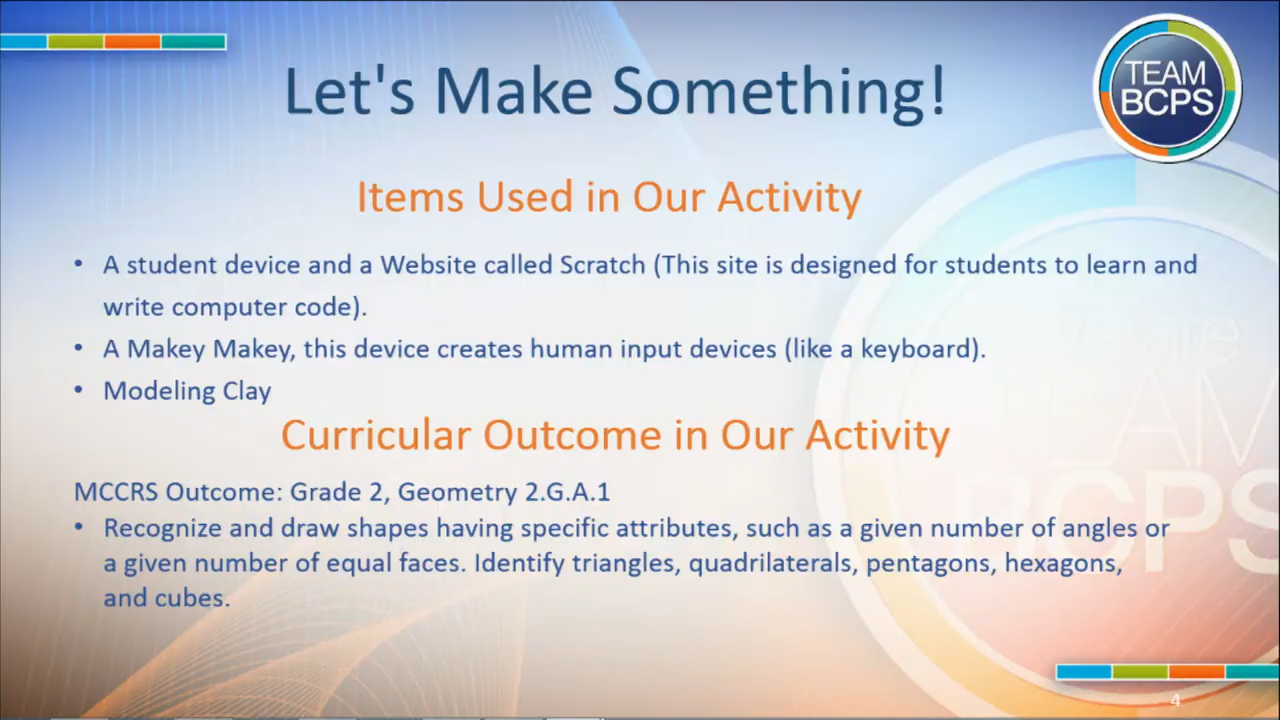 TEAM
BCPS
Let's Make Something!
Items Used in Our Activity
• A student device and a Website called Scratch (This site is designed for students to learn and
write computer code).
• A Makey Makey, this device creates human input devices (like a keyboard).
• Modeling Clay
Curricular Outcome in Our Activity
MCCRS Outcome: Grade 2, Geometry 2.G.A.1
• Recognize and draw shapes having specific attributes, such as a given number of angles or
a given number of equal faces. Identify triangles, quadrilaterals, pentagons, hexagons,
and cubes.
We are
TEAM
BCPS
4